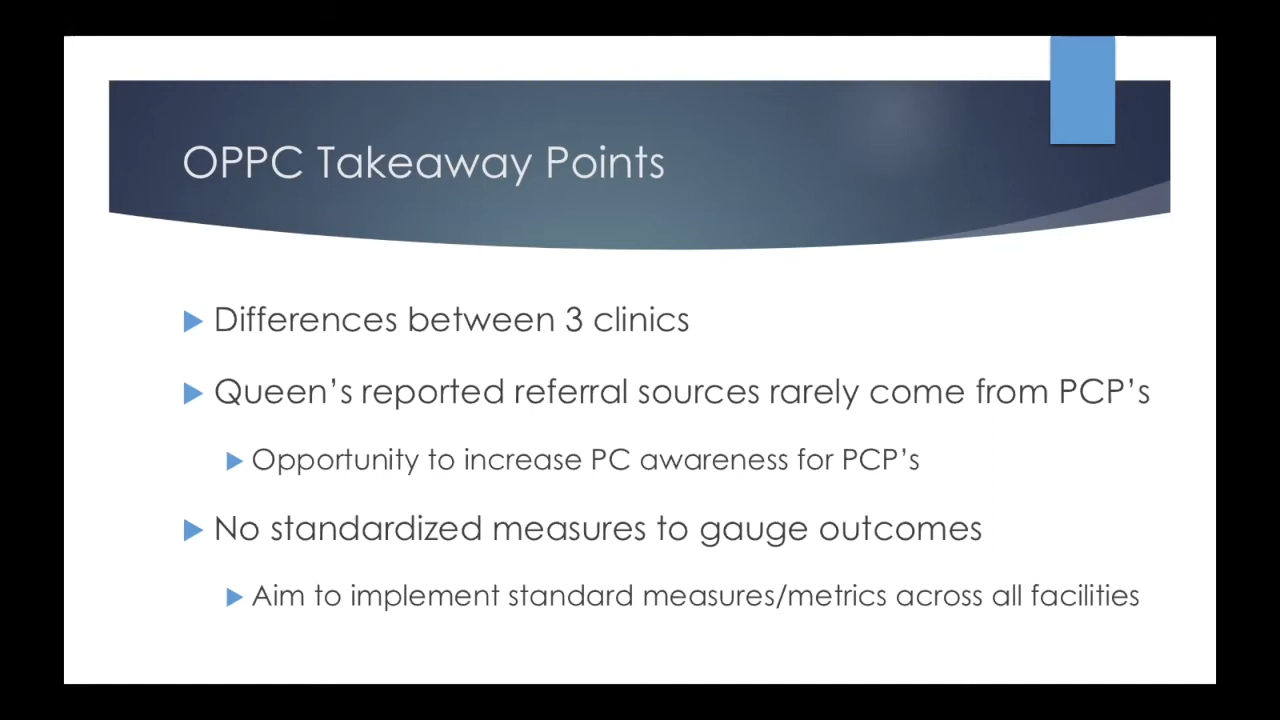 OPPC Takeaway Points
Differences between 3 clinics
Queen’s reported referral sources rarely come from PCP’s
Opportunity to increase PC awareness for PCP’s
No standardized measures to gauge outcomes
Aim to implement standard measures/metrics across all facilities